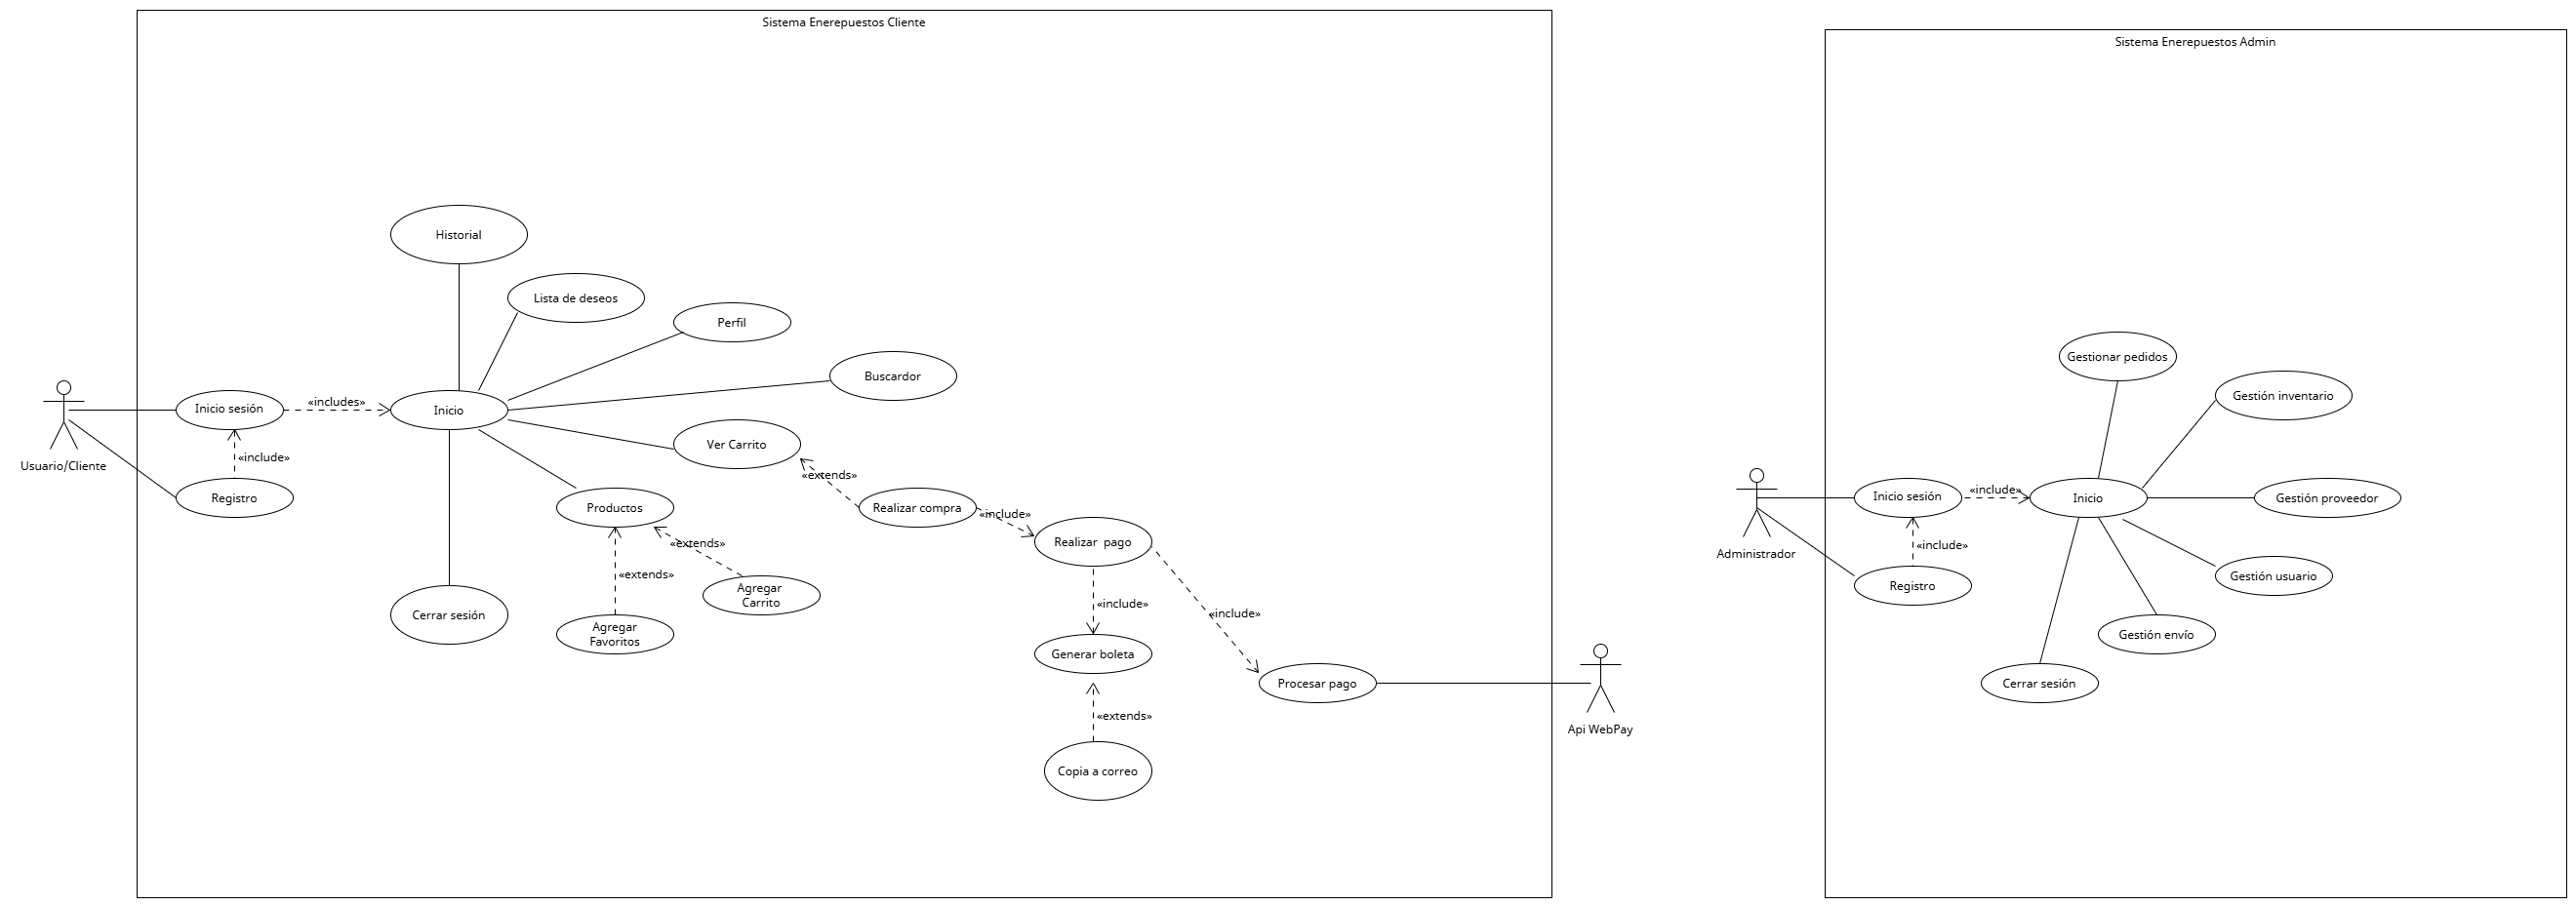 Sistema Enerepuestos Cliente
Historial
Lista de deseos
Perfil
Buscardor
Usuario/Cliente
Inicio sesión
«includes»
Inicio
«include»
Registro
Ver Carrito
«extends»
Realizar compra
«include»
Realizar pago
Productos
«extends»
«extends»
Agregar
Carrito
Agregar
Favoritos
Cerrar sesión
«include»
«include»
Generar boleta
Procesar pago
«extends»
Copia a correo
Api WebPay
Sistema Enerepuestos Admin
Gestionar pedidos
Gestión inventario
Administrador
Inicio sesión
«include»
Inicio
Gestión proveedor
«include»
Registro
Gestión usuario
Gestión envío
Cerrar sesión